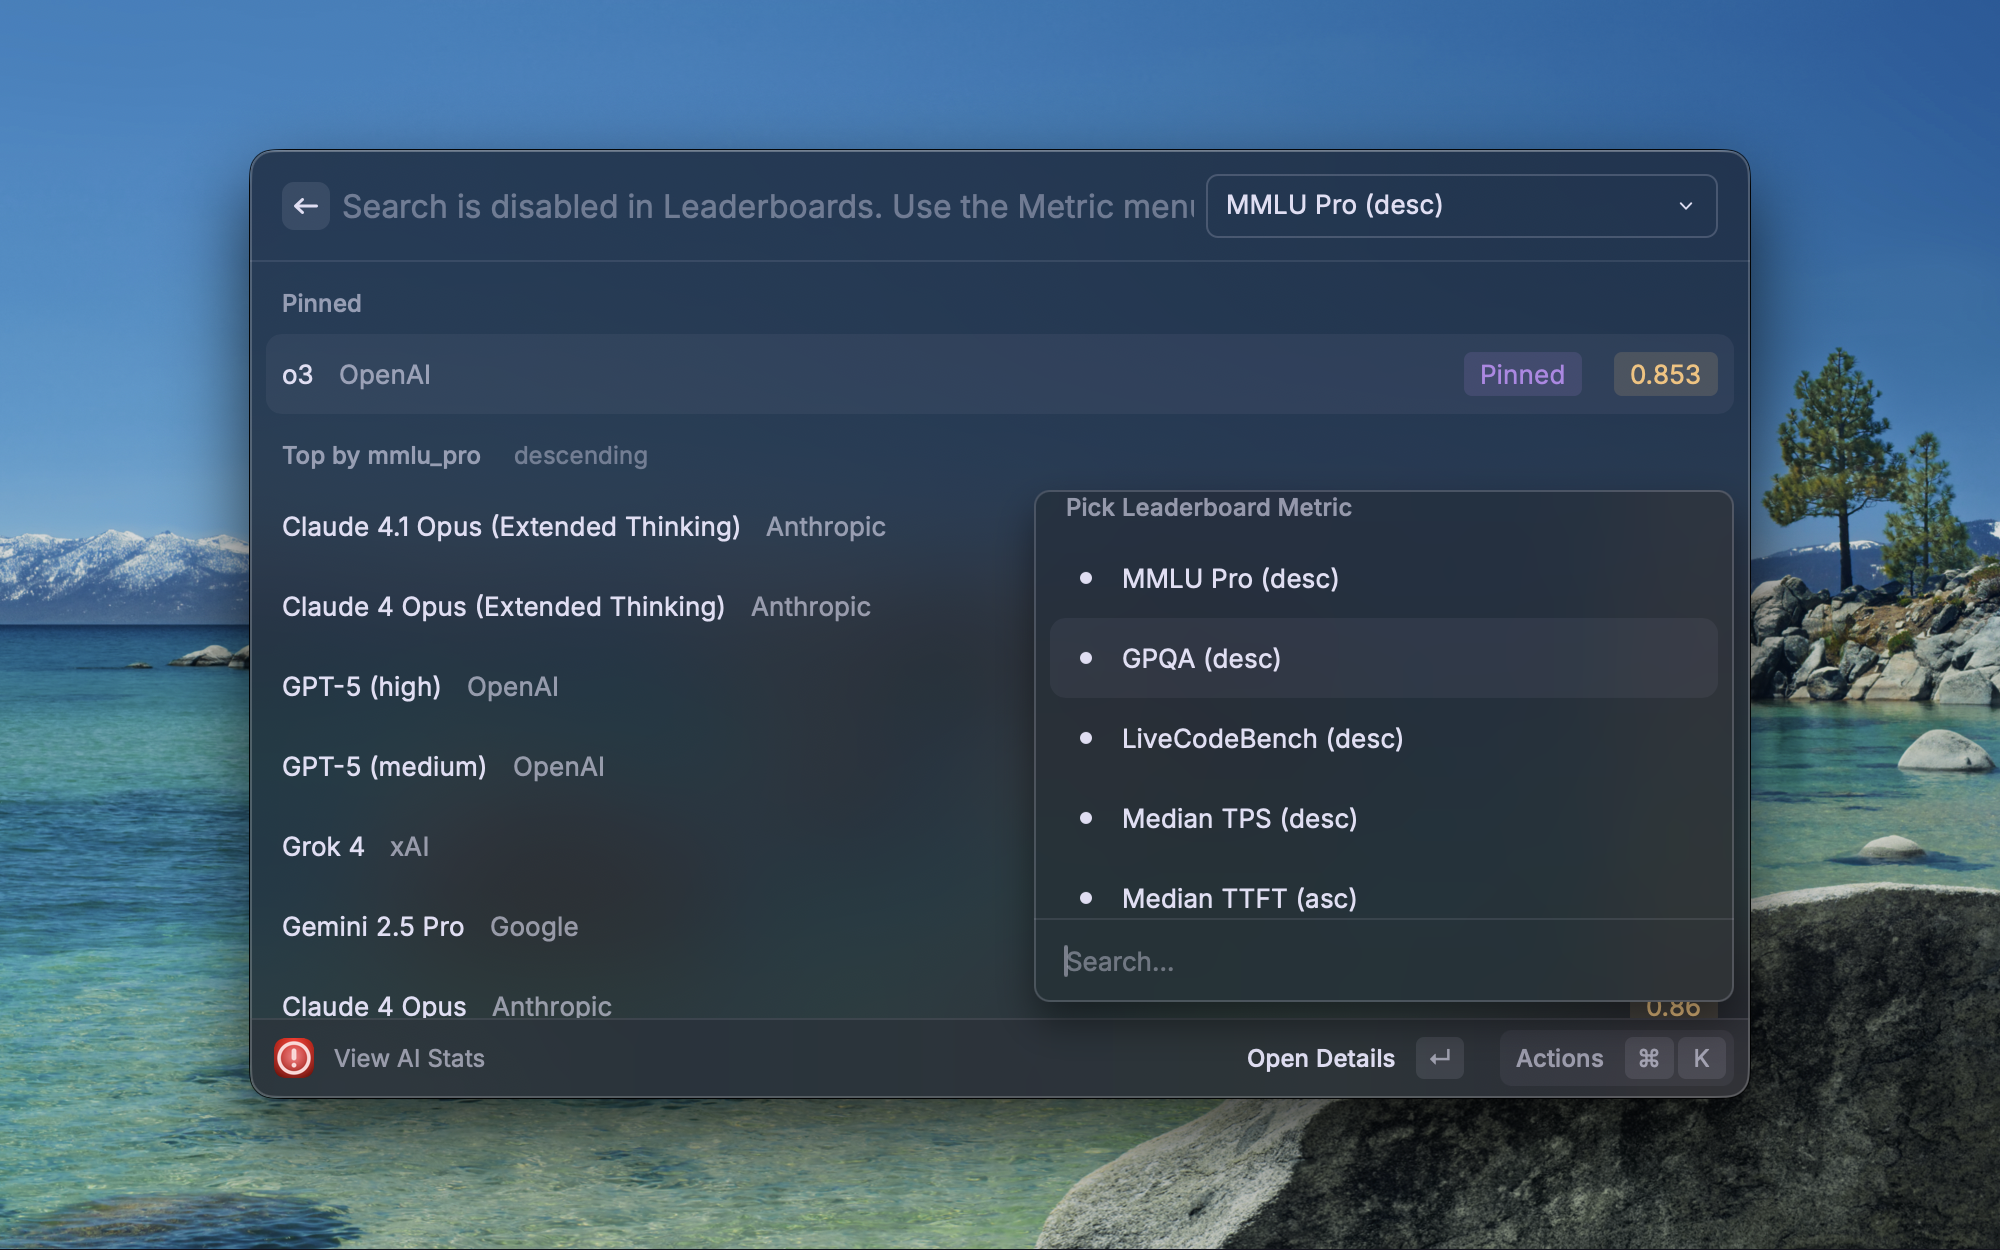 Search is disabled in Leaderboards. Use the Metric menu
MMLU Pro (desc)
Pinned
o3 OpenAI Pinned 0.853
Top by mmlu_pro descending
Claude 4.1 Opus (Extended Thinking) Anthropic
Claude 4 Opus (Extended Thinking) Anthropic
GPT-5 (high) OpenAI
GPT-5 (medium) OpenAI
Grok 4 xAI
Gemini 2.5 Pro Google
Claude 4 Opus Anthropic 0.86
Pick Leaderboard Metric
MMLU Pro (desc)
GPQA (desc)
LiveCodeBench (desc)
Median TPS (desc)
Median TTFT (asc)
Search...
View AI Stats
Open Details
Actions ⌘ K